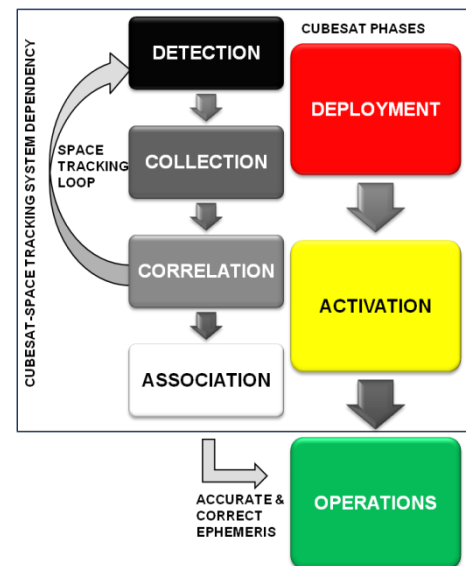 CUBESAT-SPACE TRACKING SYSTEM DEPENDENCY
DETECTION
SPACE
TRACKING
LOOP
COLLECTION
CORRELATION
ASSOCIATION
CUBESAT PHASES
DEPLOYMENT
ACTIVATION
ACCURATE &
CORRECT
EPHEMERIS
OPERATIONS